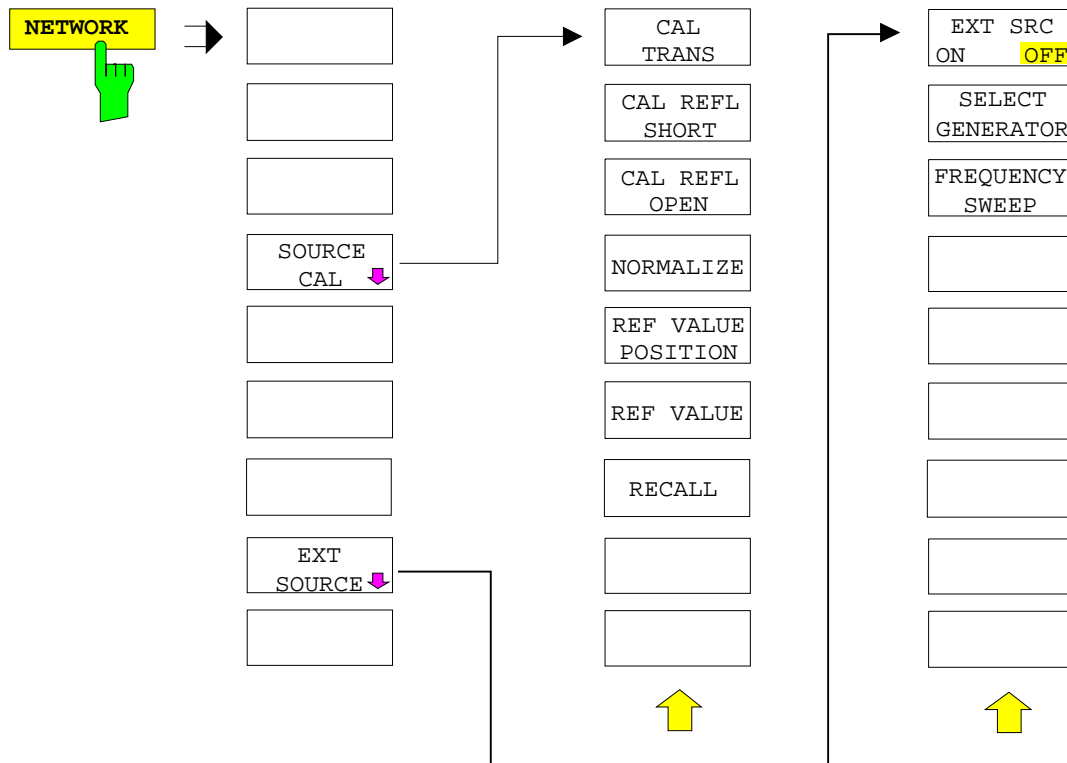 NETWORK
SOURCE
CAL
EXT
SOURCE
CAL
TRANS
CAL REFL
SHORT
CAL REFL
OPEN
NORMALIZE
REF VALUE
POSITION
REF VALUE
RECALL
EXT SRC
ON OFF
SELECT
GENERATOR
FREQUENCY
SWEEP